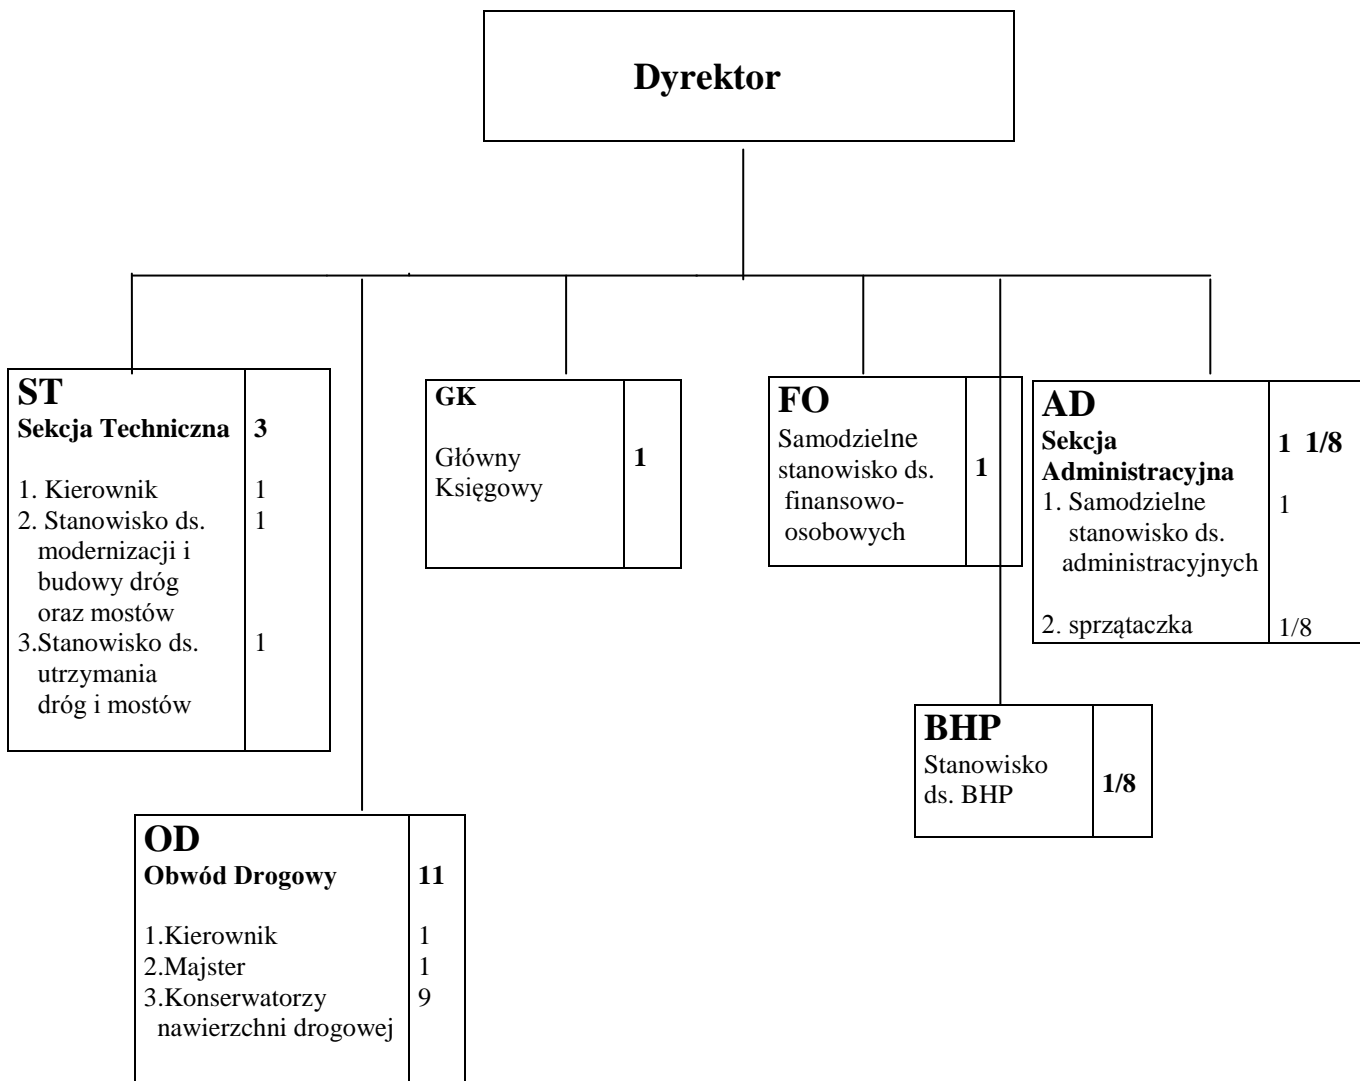 Dyrektor
ST
Sekcja Techniczna 3
1. Kierownik 1
2. Stanowisko ds. 1
modernizacji i
budowy dróg
oraz mostów
3.Stanowisko ds. 1
utrzymania
dróg i mostów
GK
Główny 1
Księgowy
FO
Samodzielne
stanowisko ds. 1
finansowo-
osobowych
AD
Sekcja 1 1/8
Administracyjna
1. Samodzielne 1
stanowisko ds.
administracyjnych
2. sprzątaczka 1/8
BHP
Stanowisko
ds. BHP 1/8
OD
Obwód Drogowy 11
1.Kierownik 1
2.Majster 1
3.Konserwatorzy 9
nawierzchni drogowej